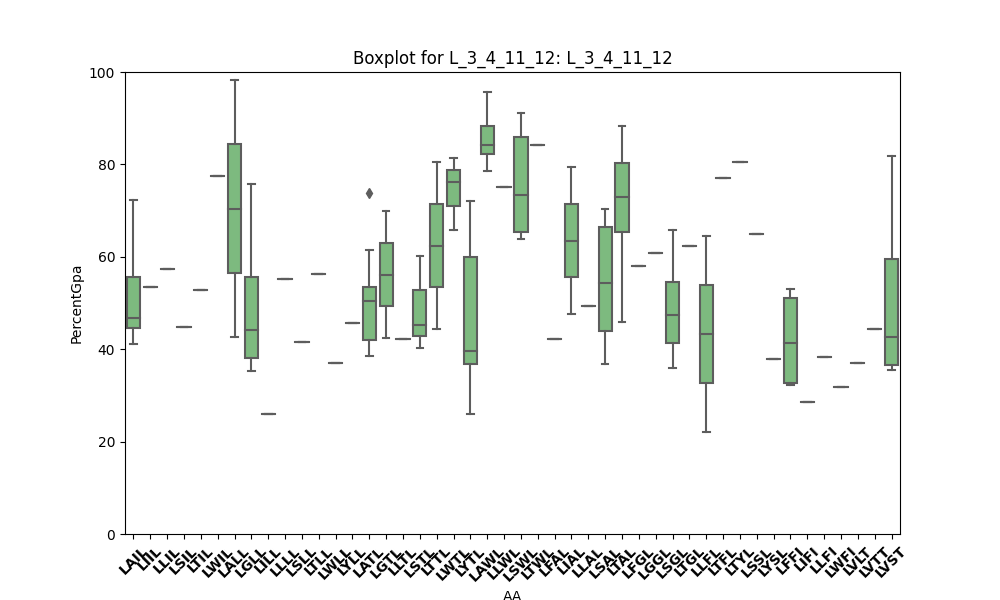 Boxplot for L_3_4_11_12: L_3_4_11_12
PercentGpa
100
80
60
40
20
0
LAIL LIIL LLIL LSIL LTIL LWIL LALL LGLL LILL LLLL LSLL LTLL LWLL LYLL LATL LGTL LLTL LSTL LTTL LWTL LYTL LAWL LLWL LSWL LTWL LFAL LIAL LLAL LSAL LTAL LFGL LGGL LSGL LTGL LLFL LTFL LTYL LSSL LYSL LFFI LIFI LLFI LWFI LVLT LVTT LVST
AA